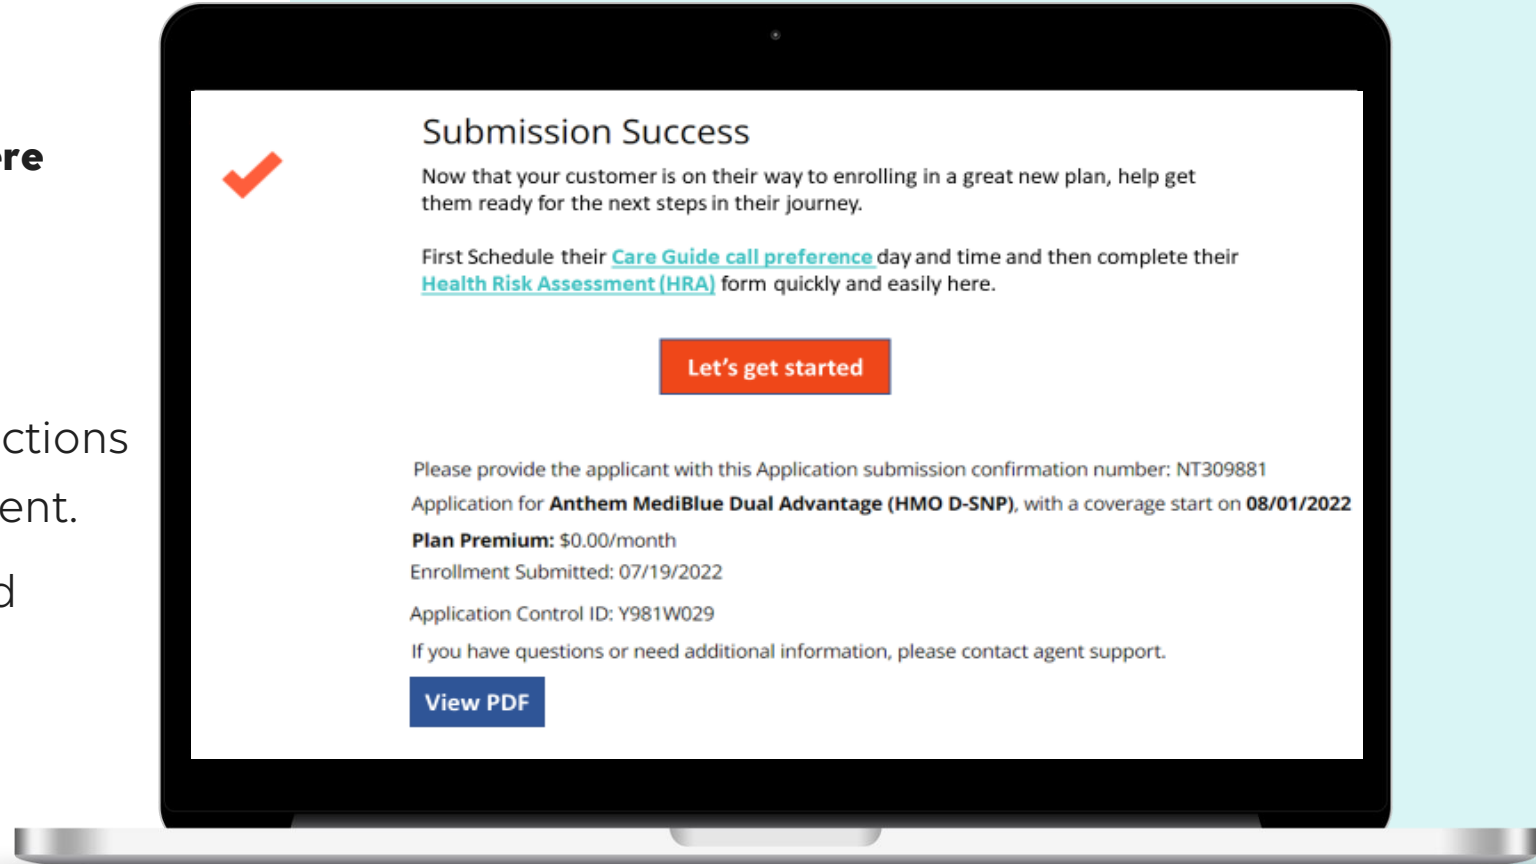 ere
ctions
ent.
d
Submission Success
Now that your customer is on their way to enrolling in a great new plan, help get
them ready for the next steps in their journey.
First Schedule their Care Guide call preference day and time and then complete their
Health Risk Assessment (HRA) form quickly and easily here.
Let's get started
Please provide the applicant with this Application submission confirmation number: NT309881
Application for Anthem MediBlue Dual Advantage (HMO D-SNP), with a coverage start on 08/01/2022
Plan Premium: $0.00/month
Enrollment Submitted: 07/19/2022
Application Control ID: Y981W029
If you have questions or need additional information, please contact agent support.
View PDF